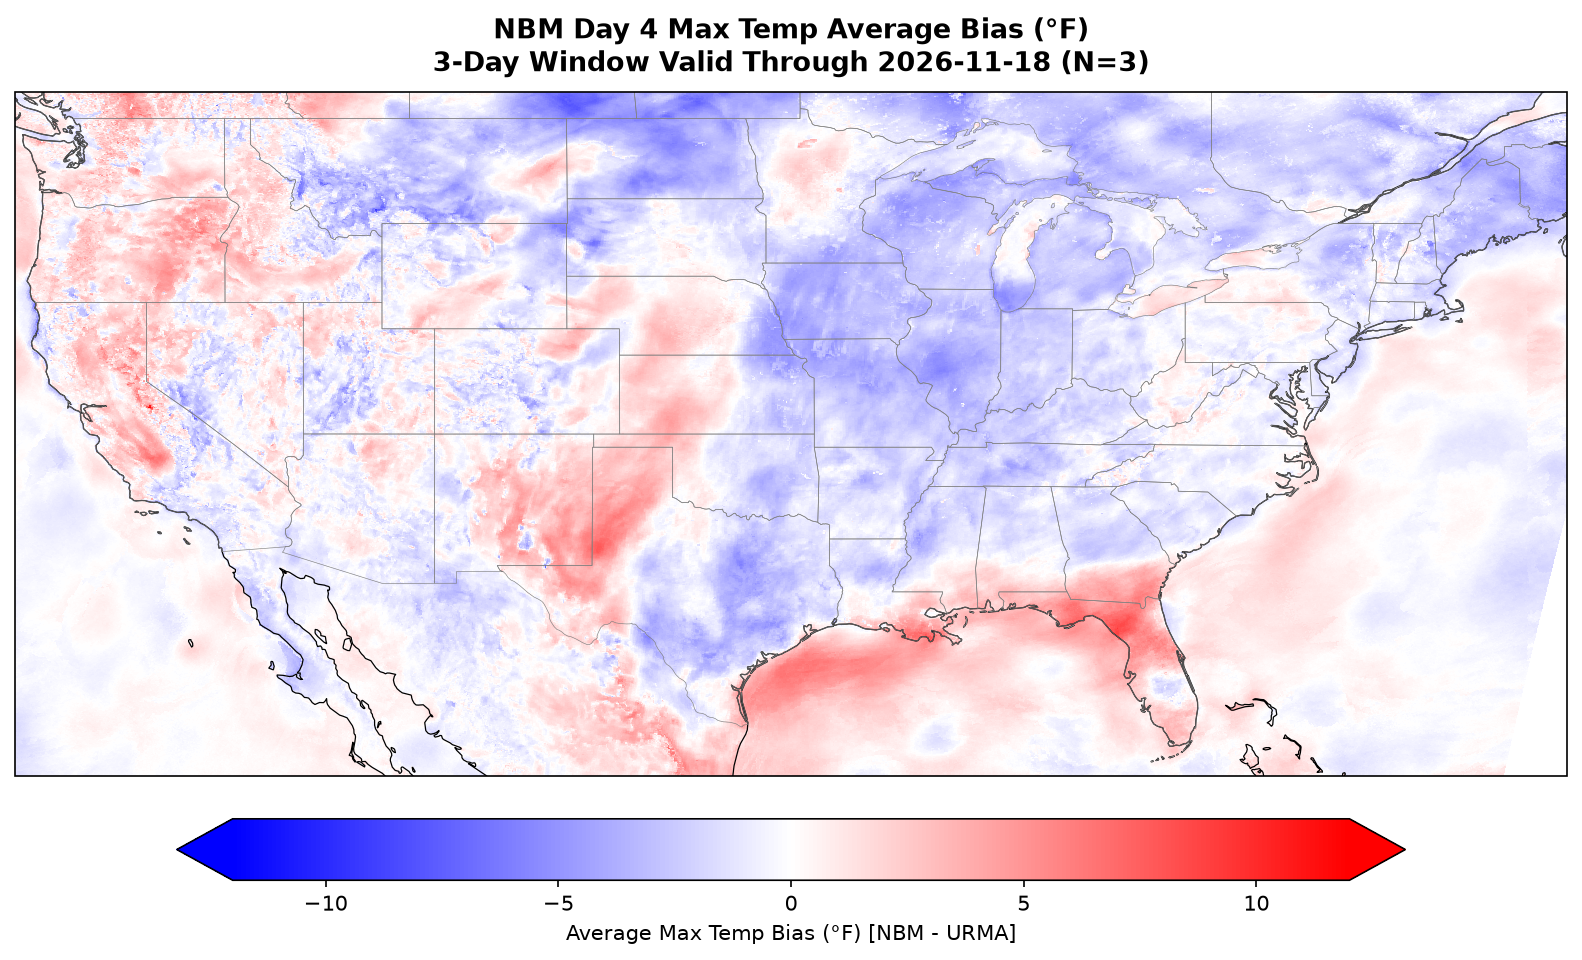 NBM Day 4 Max Temp Average Bias (°F)
3-Day Window Valid Through 2026-11-18 (N=3)
−10 −5 0 5 10
Average Max Temp Bias (°F) [NBM - URMA]